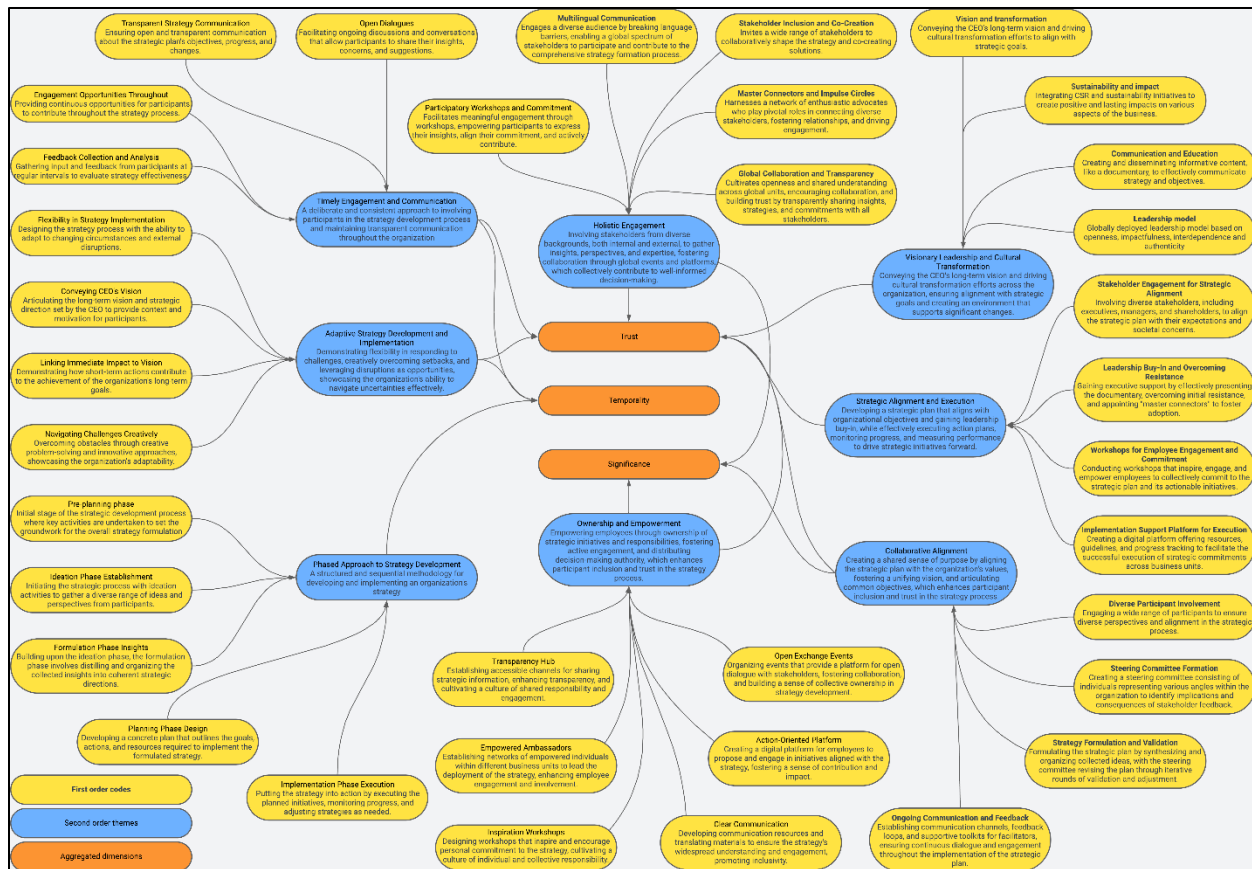 Transparent Strategy Communication
Ensuring open and transparent communication
about the strategic plan's objectives, progress, and
changes.
Open Dialogues
Facilitating ongoing discussions and conversations
that allow participants to share their insights,
concerns, and suggestions.
Multilingual Communication
Engages a diverse audience by breaking language
barriers, enabling a global spectrum of
stakeholders to participate and contribute to the
comprehensive strategy formation process.
Stakeholder Inclusion and Co-Creation
Invites a wide range of stakeholders to
collaboratively shape the strategy and co-creating
solutions.
Vision and transformation
Conveying the CEO's long-term vision and driving
cultural transformation efforts to align with
strategic goals.
Engagement Opportunities Throughout
Providing continuous opportunities for participants
to contribute throughout the strategy process.
Participatory Workshops and Commitment
Facilitates meaningful engagement through
workshops, empowering participants to express
their insights, align their commitment, and actively
contribute.
Master Connectors and Impulse Circles
Harnesses a network of enthusiastic advocates
who play pivotal roles in connecting diverse
stakeholders, fostering relationships, and driving
engagement.
Sustainability and impact
Integrating CSR and sustainability initiatives to
create positive and lasting impacts on various
aspects of the business.
Feedback Collection and Analysis
Gathering input and feedback from participants at
regular intervals to evaluate strategy effectiveness.
Global Collaboration and Transparency
Cultivates openness and shared understanding
across global units, encouraging collaboration, and
building trust by transparently sharing insights,
strategies, and commitments with all
stakeholders.
Communication and Education
Creating and disseminating informative content,
like a documentary, to effectively communicate
strategy and objectives.
Timely Engagement and Communication
A deliberate and consistent approach to involving
participants in the strategy development process
and maintaining transparent communication
throughout the organization
Flexibility in Strategy Implementation
Designing the strategy process with the ability to
adapt to changing circumstances and external
disruptions.
Holistic Engagement
Involving stakeholders from diverse
backgrounds, both internal and external, to gather
insights, perspectives, and expertise, fostering
collaboration through global events and platforms,
which collectively contribute to well-informed
decision-making.
Leadership model
Globally deployed leadership model based on
openness, impactfulness, interdependence and
authenticity
Visionary Leadership and Cultural
Transformation
Conveying the CEO's long-term vision and driving
cultural transformation efforts across the
organization, ensuring alignment with strategic
goals and creating an environment that
supports significant changes.
Conveying CEO's Vision
Articulating the long-term vision and strategic
direction set by the CEO to provide context and
motivation for participants.
Stakeholder Engagement for Strategic
Alignment
Involving diverse stakeholders, including
executives, managers, and shareholders, to align
the strategic plan with their expectations and
societal concerns.
Adaptive Strategy Development and
Implementation
Demonstrating flexibility in responding to
challenges, creatively overcoming setbacks, and
leveraging disruptions as opportunities,
showcasing the organization's ability to
navigate uncertainties effectively.
Trust
Linking Immediate Impact to Vision
Demonstrating how short-term actions contribute
to the achievement of the organization's long term
goals.
Leadership Buy-in and Overcoming
Resistance
Gaining executive support by effectively presenting
the documentary, overcoming initial resistance,
and appointing "master connectors" to foster
adoption.
Temporality
Strategic Alignment and Execution
Developing a strategic plan that aligns with
organizational objectives and gaining leadership
buy-in, while effectively executing action plans,
monitoring progress, and measuring performance
to drive strategic initiatives forward.
Navigating Challenges Creatively
Overcoming obstacles through creative
problem-solving and innovative approaches,
showcasing the organization's adaptability.
Workshops for Employee Engagement and
Commitment
Conducting workshops that inspire, engage, and
empower employees to collectively commit to the
strategic plan and its actionable initiatives.
Significance
Pre planning phase
Initial stage of the strategic development process
where key activities are undertaken to set the
groundwork for the overall strategy formulation
Ownership and Empowerment
Empowering employees through ownership of
strategic initiatives and responsibilities, fostering
active engagement, and distributing
decision-making authority, which enhances
participant inclusion and trust in the strategy
process.
Implementation Support Platform for Execution
Creating a digital platform offering resources,
guidelines, and progress tracking to facilitate the
successful execution of strategic commitments
across business units.
Phased Approach to Strategy Development
A structured and sequential methodology for
developing and implementing an organizations
strategy
Collaborative Alignment
Creating a shared sense of purpose by aligning
the strategic plan with the organization's values,
fostering a unifying vision, and articulating
common objectives, which enhances participant
inclusion and trust in the strategy process
Ideation Phase Establishment
Initiating the strategic process with ideation
activities to gather a diverse range of ideas and
perspectives from participants.
Diverse Participant Involvement
Engaging a wide range of participants to ensure
diverse perspectives and alignment in the strategic
process.
Formulation Phase Insights
Building upon the ideation phase, the formulation
phase involves distilling and organizing the
collected insights into coherent strategic
directions.
Transparency Hub
Establishing accessible channels for sharing
strategic information, enhancing transparency, and
cultivating a culture of shared responsibility and
engagement.
Open Exchange Events
Organizing events that provide a platform for open
dialogue with stakeholders, fostering collaboration,
and building a sense of collective ownership in
strategy development.
Steering Committee Formation
Creating a steering committee consisting of
individuals representing various angles within the
organization to identify implications and
consequences of stakeholder feedback.
Planning Phase Design
Developing a concrete plan that outlines the goals,
actions, and resources required to implement the
formulated strategy.
Empowered Ambassadors
Establishing networks of empowered individuals
within different business units to lead the
deployment of the strategy, enhancing employee
engagement and involvement.
Action-Oriented Platform
Creating a digital platform for employees to
propose and engage in initiatives aligned with the
strategy, fostering a sense of contribution and
impact.
Strategy Formulation and Validation
Formulating the strategic plan by synthesizing and
organizing collected ideas, with the steering
committee revising the plan through iterative
rounds of validation and adjustment
Implementation Phase Execution
Putting the strategy into action by executing the
planned initiatives, monitoring progress, and
adjusting strategies as needed.
Inspiration Workshops
Designing workshops that inspire and encourage
personal commitment to the strategy, cultivating a
culture of individual and collective responsibility.
Clear Communication
Developing communication resources and
translating materials to ensure the strategy's
widespread understanding and engagement,
promoting inclusivity.
Ongoing Communication and Feedback
Establishing communication channels, feedback
loops, and supportive toolkits for facilitators,
ensuring continuous dialogue and engagement
throughout the implementation of the strategic
plan.
First order codes
Second order themes
Aggregated dimensions